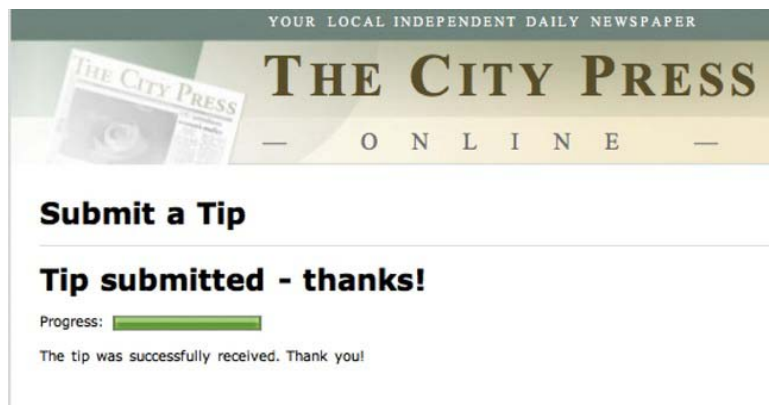 YOUR LOCAL INDEPENDENT DAILY NEWSPAPER
THE CITY PRESS
THE CITY PRESS
— ONLINE —
Submit a Tip
Tip submitted - thanks!
Progress:
The tip was successfully received. Thank you!